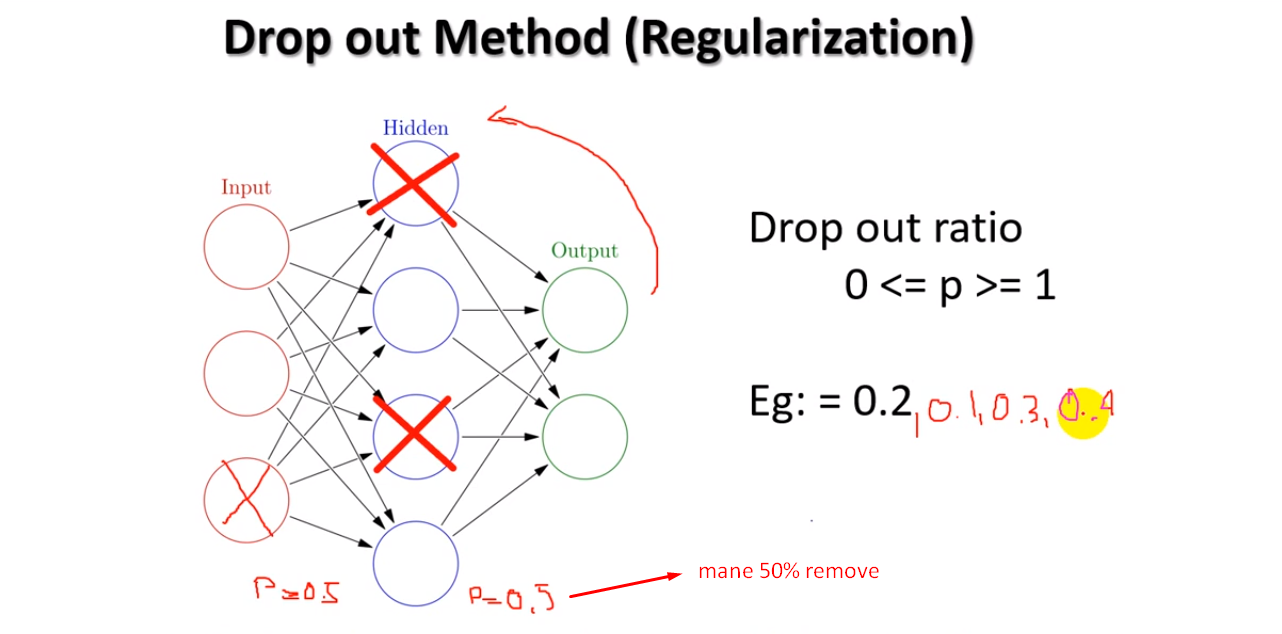 Drop out Method (Regularization)
Hidden
Input
Output
Drop out ratio
0 <= p >= 1
Eg: = 0.2, 0.1, 0.3, 0.4
mane 50% remove
P=0.5
P=0.5